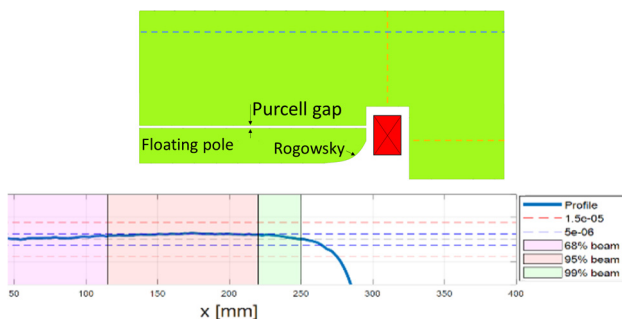 Purcell gap
Floating pole
Rogowsky
Profile
1.5e-05
5e-06
68% beam
95% beam
99% beam
50 100 150 200 250 300 350 400
x [mm]